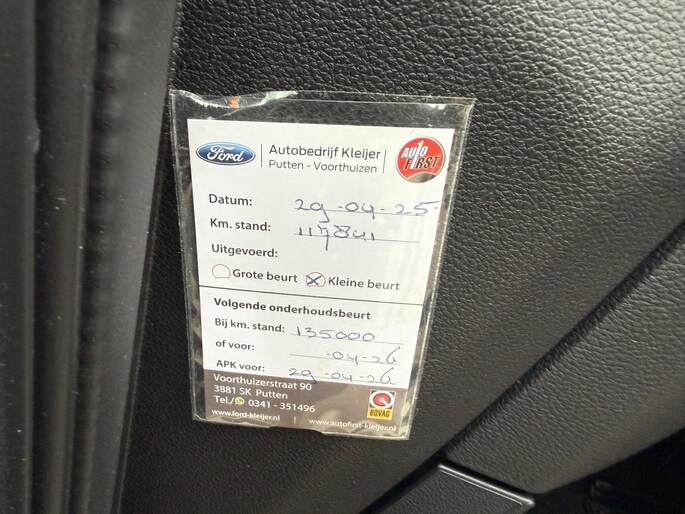 Ford
Autobedrijf Kleijer
Putten - Voorthuizen
AUTO FIRST
Datum: 29-04-25
Km. stand: 117841
Uitgevoerd:
Grote beurt Kleine beurt
Volgende onderhoudsbeurt
Bij km. stand: 135000
of voor: -04-26
APK voor: 29-04-26
Voorthuizerstraat 90
3881 SK Putten
Tel./ 0341 - 351496
BOVAG
www.ford-kleijer.nl www.autofirst-kleijer.nl